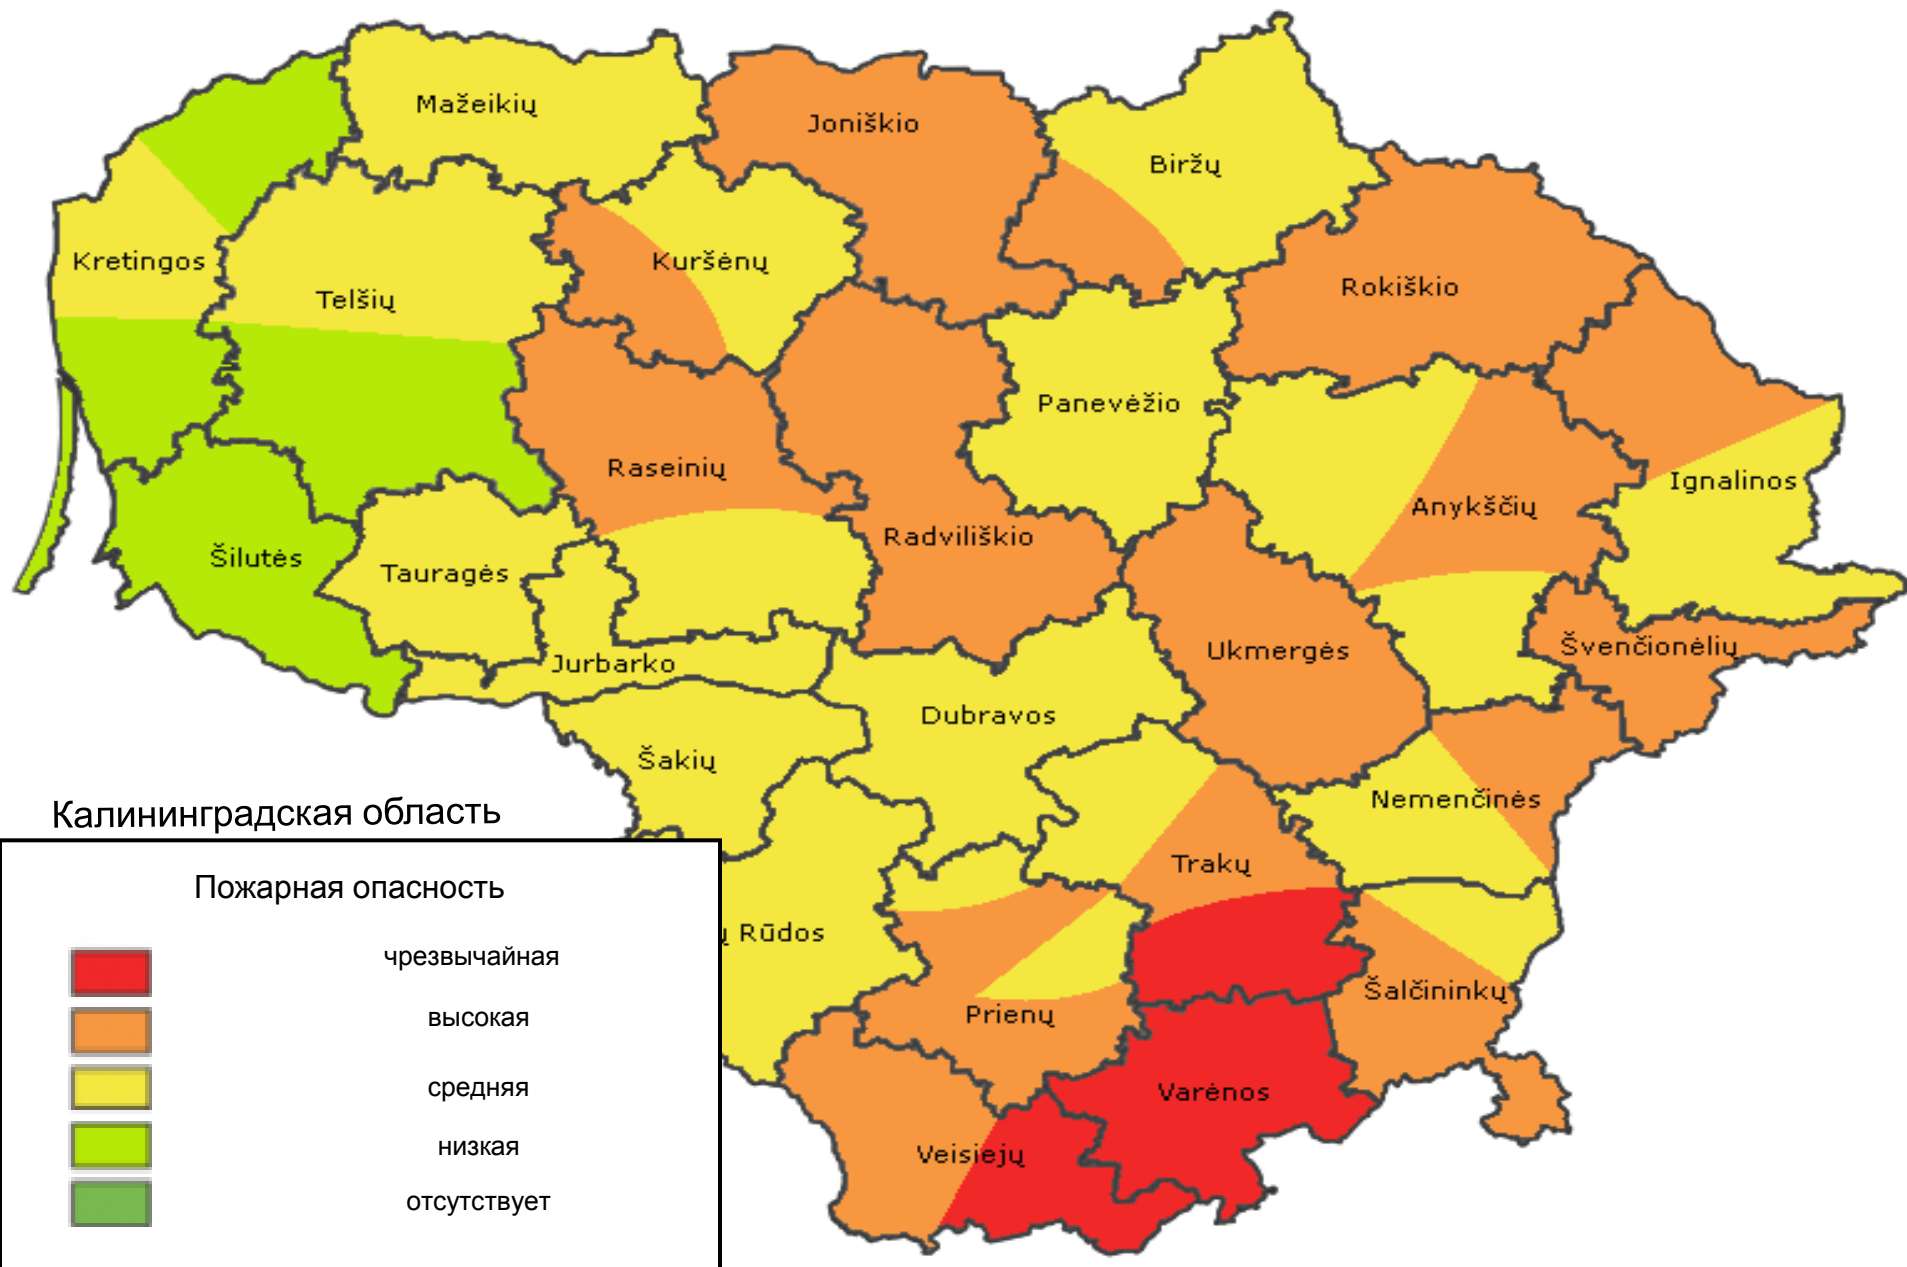 Mažeikių
Joniškio
Biržų
Kretingos
Telšių
Kuršėnų
Rokiškio
Panevėžio
Raseinių
Radviliškio
Anykščių
Ignalinos
Šilutės
Tauragės
Jurbarko
Ukmergės
Švenčionėlių
Dubravos
Šakių
Nemenčinės
Trakų
ų Rūdos
Šalčininkų
Prienų
Varėnos
Veisiejų
Калининградская область
Пожарная опасность
чрезвычайная
высокая
средняя
низкая
отсутствует